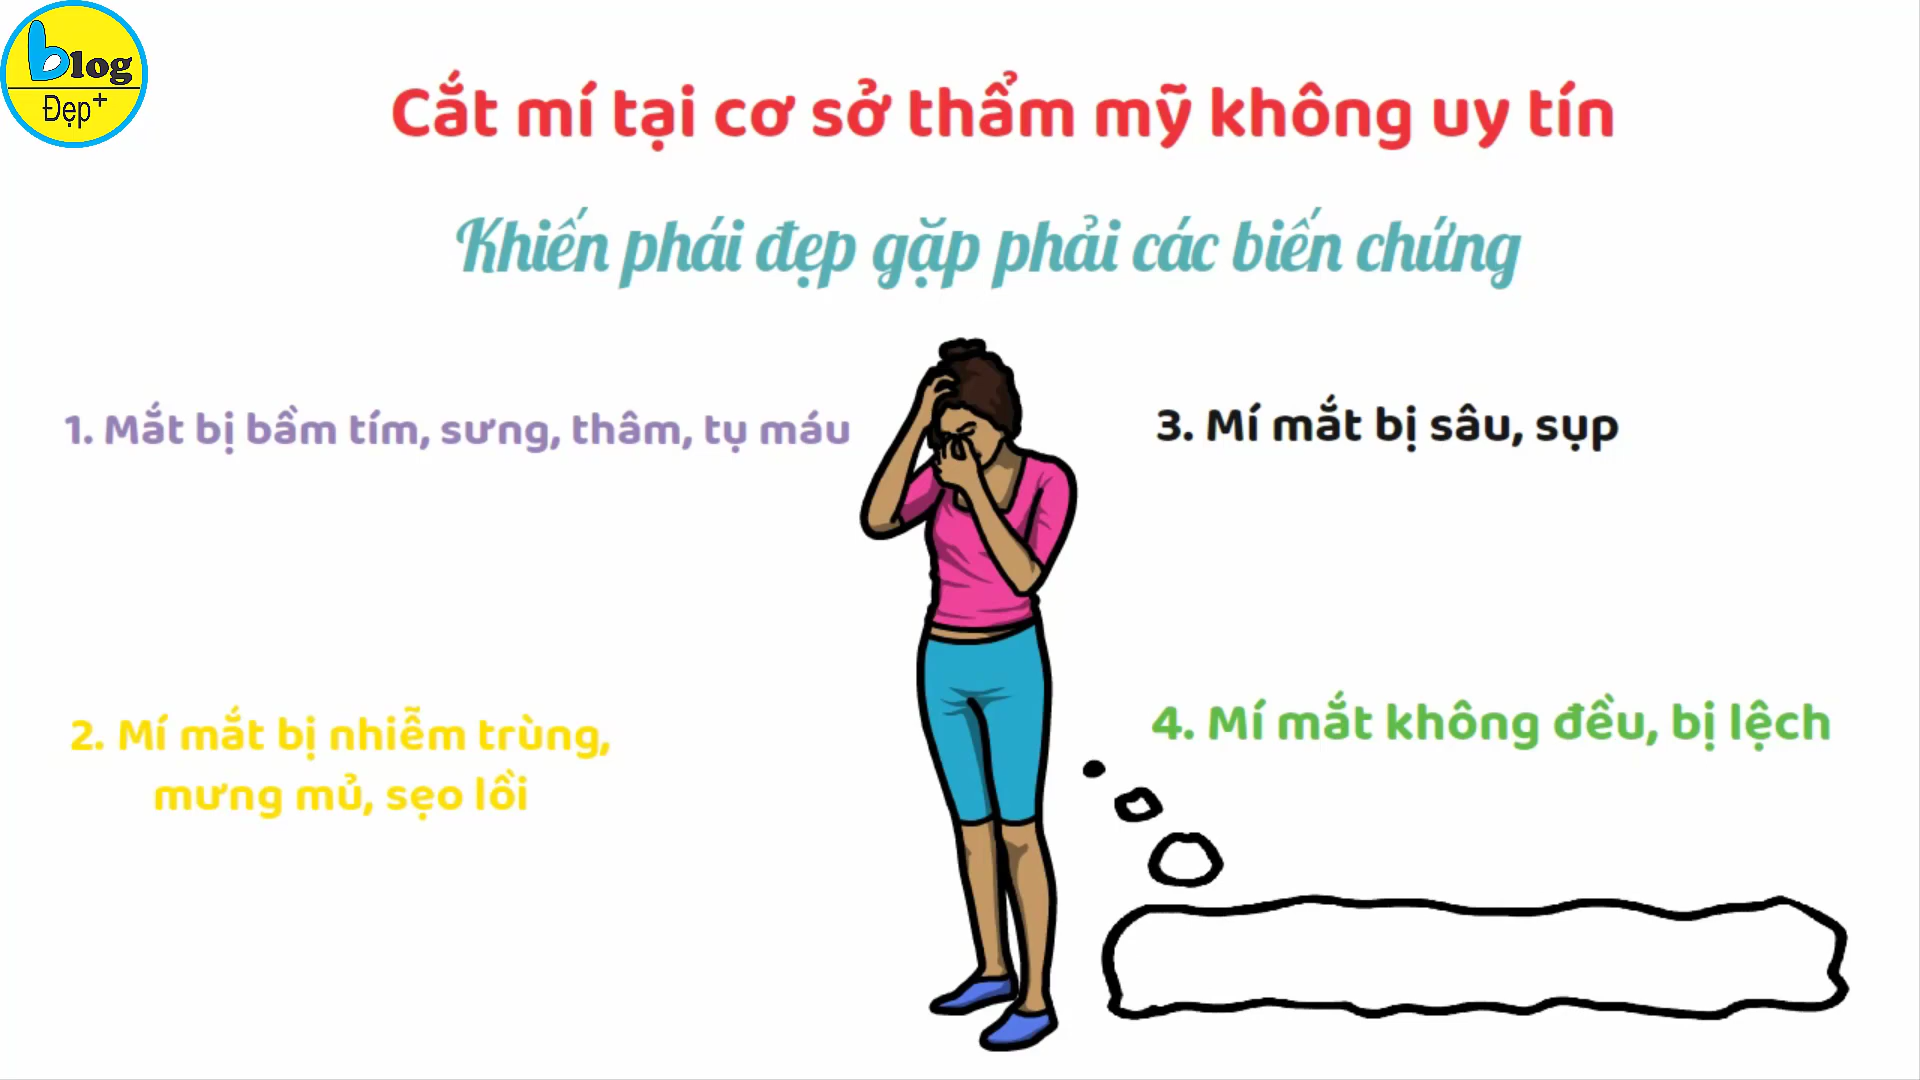 blog
Đẹp+
Cắt mí tại cơ sở thẩm mỹ không uy tín
Khiến phái đẹp gặp phải các biến chứng
1. Mắt bị bầm tím, sưng, thâm, tụ máu
2. Mí mắt bị nhiễm trùng,
mưng mủ, sẹo lồi
3. Mí mắt bị sâu, sụp
4. Mí mắt không đều, bị lệch